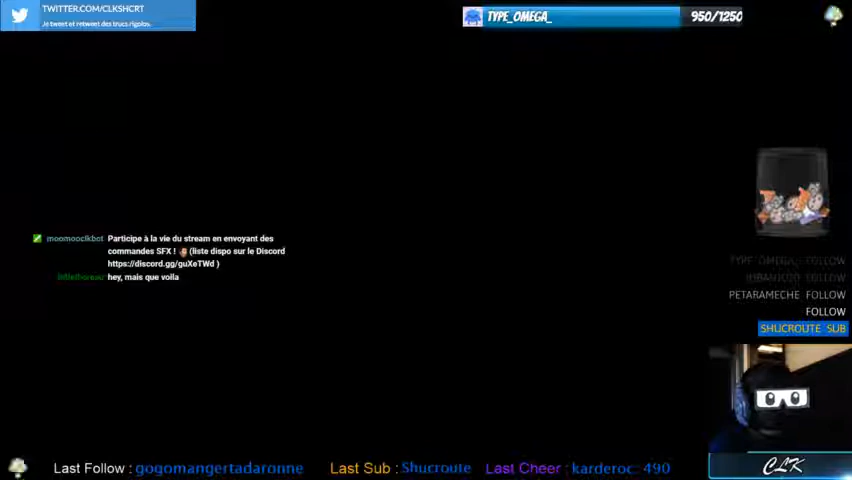 TWITTER.COM/CLKSHCRT
Je tweet et retweet des trucs rigolos.
TYPE_OMEGA_
950/1250
moomooclkbot Participe à la vie du stream en envoyant des
commandes SFX ! (liste dispo sur le Discord
https://discord.gg/guXeTWd )
hey, mais que voila
TYPE_OMEGA_ FOLLOW
FOLLOW
PETARAMECHE FOLLOW
FOLLOW
SHUCROUTE SUB
CLK
Last Follow : gogomangertadaronne
Last Sub : Shucroute
Last Cheer : karderoc: 490